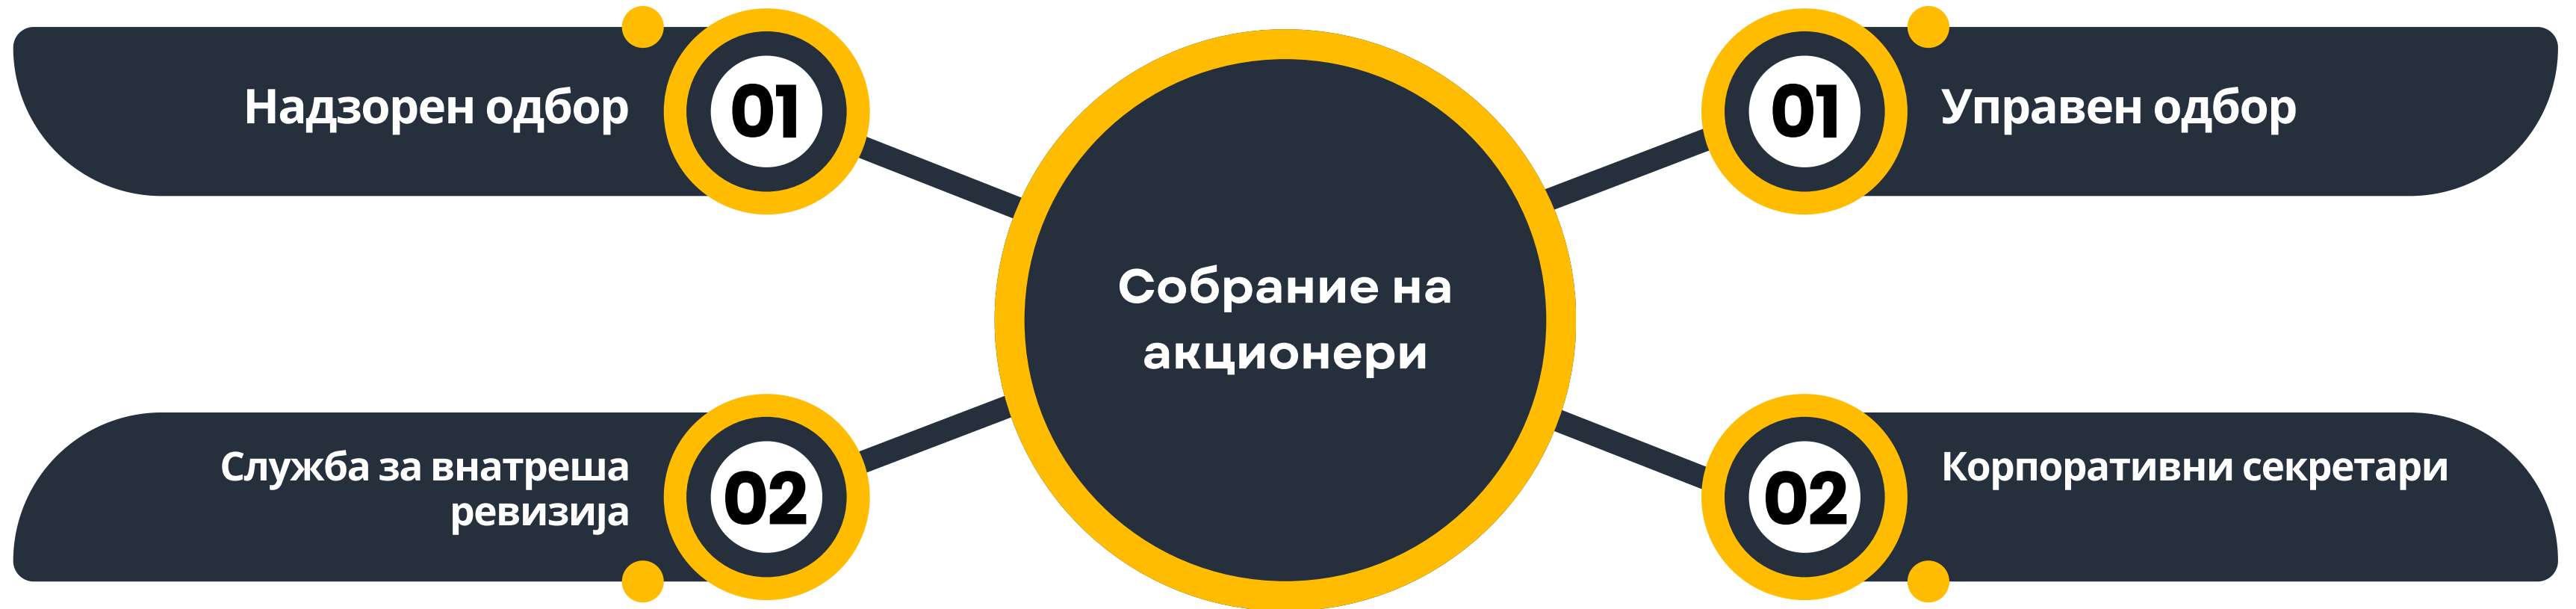 Надзорен одбор
01
01
Управен одбор
Собрание на
акционери
Служба за внатреша
ревизија
02
02
Корпоративни секретари